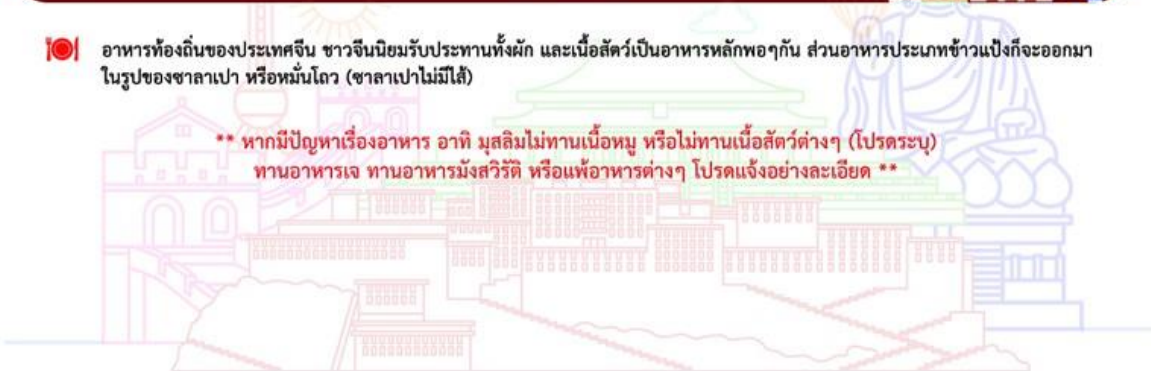 อาหารท้องถิ่นของประเทศจีน ชาวจีนนิยมรับประทานทั้งผัก และเนื้อสัตว์เป็นอาหารหลักพอๆกัน ส่วนอาหารประเภทข้าวแป้งก็จะออกมา
ในรูปของซาลาเปา หรือหมั่นโถว (ซาลาเปาไม่มีไส้)
** หากมีปัญหาเรื่องอาหาร อาทิ มุสลิมไม่ทานเนื้อหมู หรือไม่ทานเนื้อสัตว์ต่างๆ (โปรดระบุ)
ทานอาหารเจ ทานอาหารมังสวิรัติ หรือแพ้อาหารต่างๆ โปรดแจ้งอย่างละเอียด **